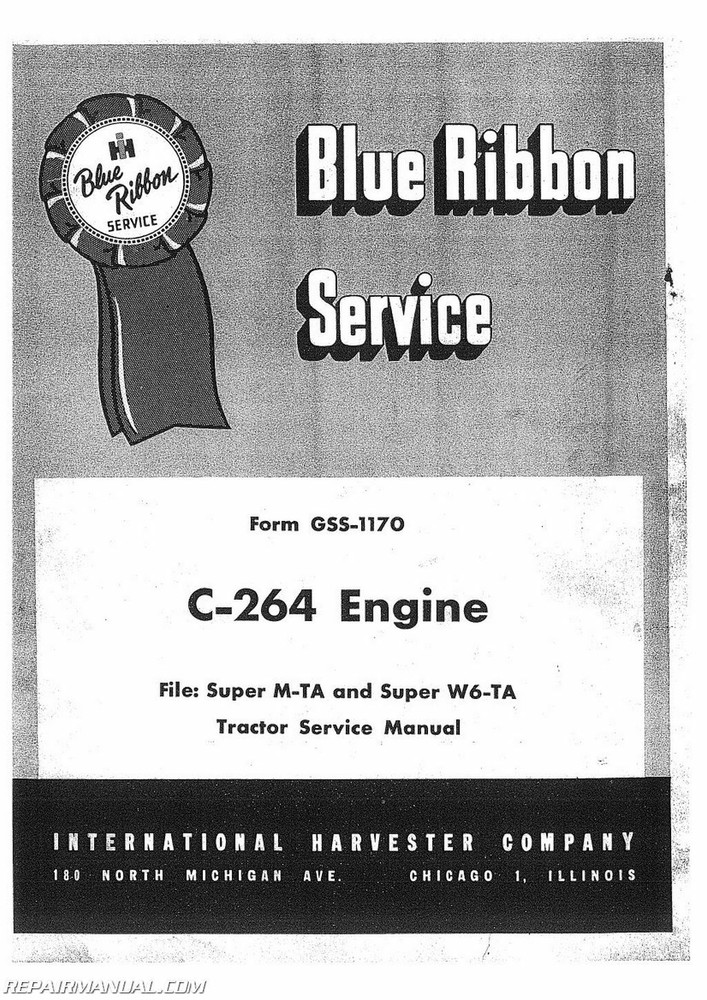 IH
Blue
Ribbon
SERVICE
Blue Ribbon
Service
Form GSS-1170
C-264 Engine
File: Super M-TA and Super W6-TA
Tractor Service Manual
INTERNATIONAL HARVESTER COMPANY
180 NORTH MICHIGAN AVE. CHICAGO 1, ILLINOIS
REPAIRMANUAL.COM